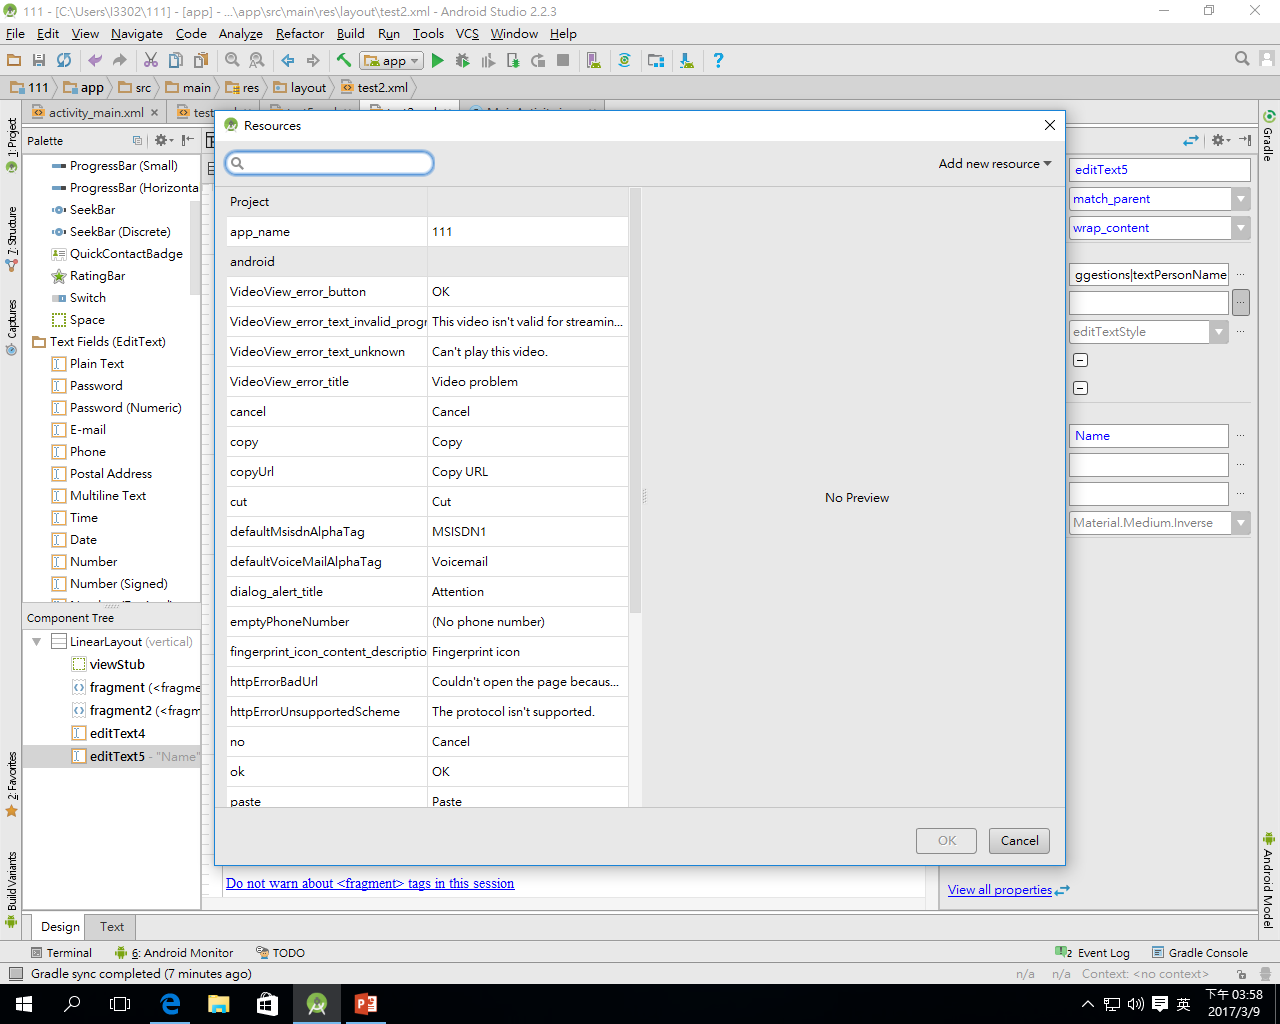 111 - [C:\Users\I3302\111] - [app] - ...\app\src\main\res\layout\test2.xml - Android Studio 2.2.3
File Edit View Navigate Code Analyze Refactor Build Run Tools VCS Window Help
app
111 app src main res layout test2.xml
activity_main.xml
Palette
ProgressBar (Small)
ProgressBar (Horizonta
SeekBar
SeekBar (Discrete)
QuickContactBadge
RatingBar
Switch
Space
Text Fields (EditText)
Plain Text
Password
Password (Numeric)
E-mail
Phone
Postal Address
Multiline Text
Time
Date
Number
Number (Signed)
Component Tree
LinearLayout (vertical)
viewStub
fragment (<fragme
fragment2 (<fragm
editText4
editText5 - "Name"
1: Project
7: Structure
Captures
2: Favorites
Build Variants
Resources
Add new resource
Project
app_name 111
android
VideoView_error_button OK
VideoView_error_text_invalid_progr This video isn't valid for streamin...
VideoView_error_text_unknown Can't play this video.
VideoView_error_title Video problem
cancel Cancel
copy Copy
copyUrl Copy URL
cut Cut
defaultMsisdnAlphaTag MSISDN1
defaultVoiceMailAlphaTag Voicemail
dialog_alert_title Attention
emptyPhoneNumber (No phone number)
fingerprint_icon_content_descriptio Fingerprint icon
httpErrorBadUrl Couldn't open the page becaus...
httpErrorUnsupportedScheme The protocol isn't supported.
no Cancel
ok OK
paste Paste
No Preview
OK Cancel
editText5
match_parent
wrap_content
ggestions|textPersonName ...
...
editTextStyle ...
Name ...
...
...
Material.Medium.Inverse
Gradle
Android Model
Do not warn about <fragment> tags in this session
View all properties
Design Text
Terminal 6: Android Monitor TODO 2 Event Log Gradle Console
Gradle sync completed (7 minutes ago) n/a n/a Context: <no context>
英
下午 03:58
2017/3/9